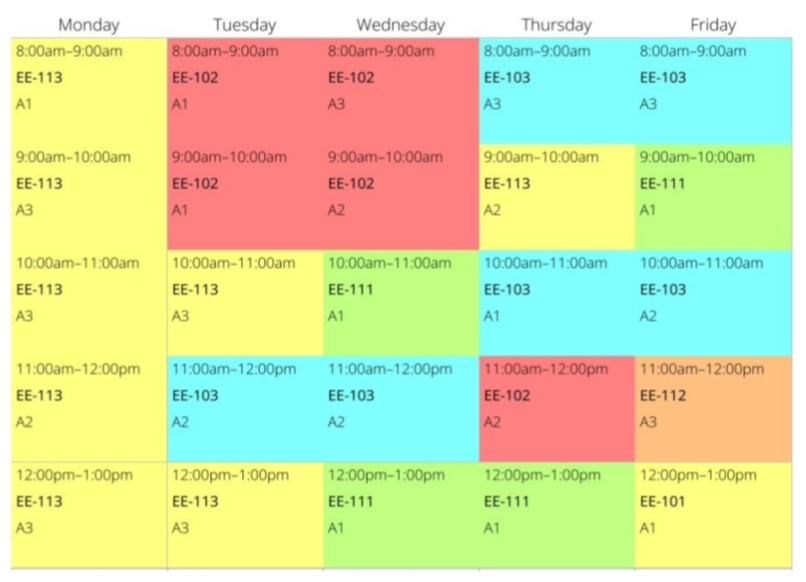 Monday Tuesday Wednesday Thursday Friday
8:00am–9:00am 8:00am–9:00am 8:00am–9:00am 8:00am–9:00am 8:00am–9:00am
EE-113 EE-102 EE-102 EE-103 EE-103
A1 A1 A3 A3 A3
9:00am–10:00am 9:00am–10:00am 9:00am–10:00am 9:00am–10:00am 9:00am–10:00am
EE-113 EE-102 EE-102 EE-113 EE-111
A3 A1 A2 A2 A1
10:00am–11:00am 10:00am–11:00am 10:00am–11:00am 10:00am–11:00am 10:00am–11:00am
EE-113 EE-113 EE-111 EE-103 EE-103
A3 A3 A1 A1 A2
11:00am–12:00pm 11:00am–12:00pm 11:00am–12:00pm 11:00am–12:00pm 11:00am–12:00pm
EE-113 EE-103 EE-103 EE-102 EE-112
A2 A2 A2 A2 A3
12:00pm–1:00pm 12:00pm–1:00pm 12:00pm–1:00pm 12:00pm–1:00pm 12:00pm–1:00pm
EE-113 EE-113 EE-111 EE-111 EE-101
A3 A3 A1 A1 A1